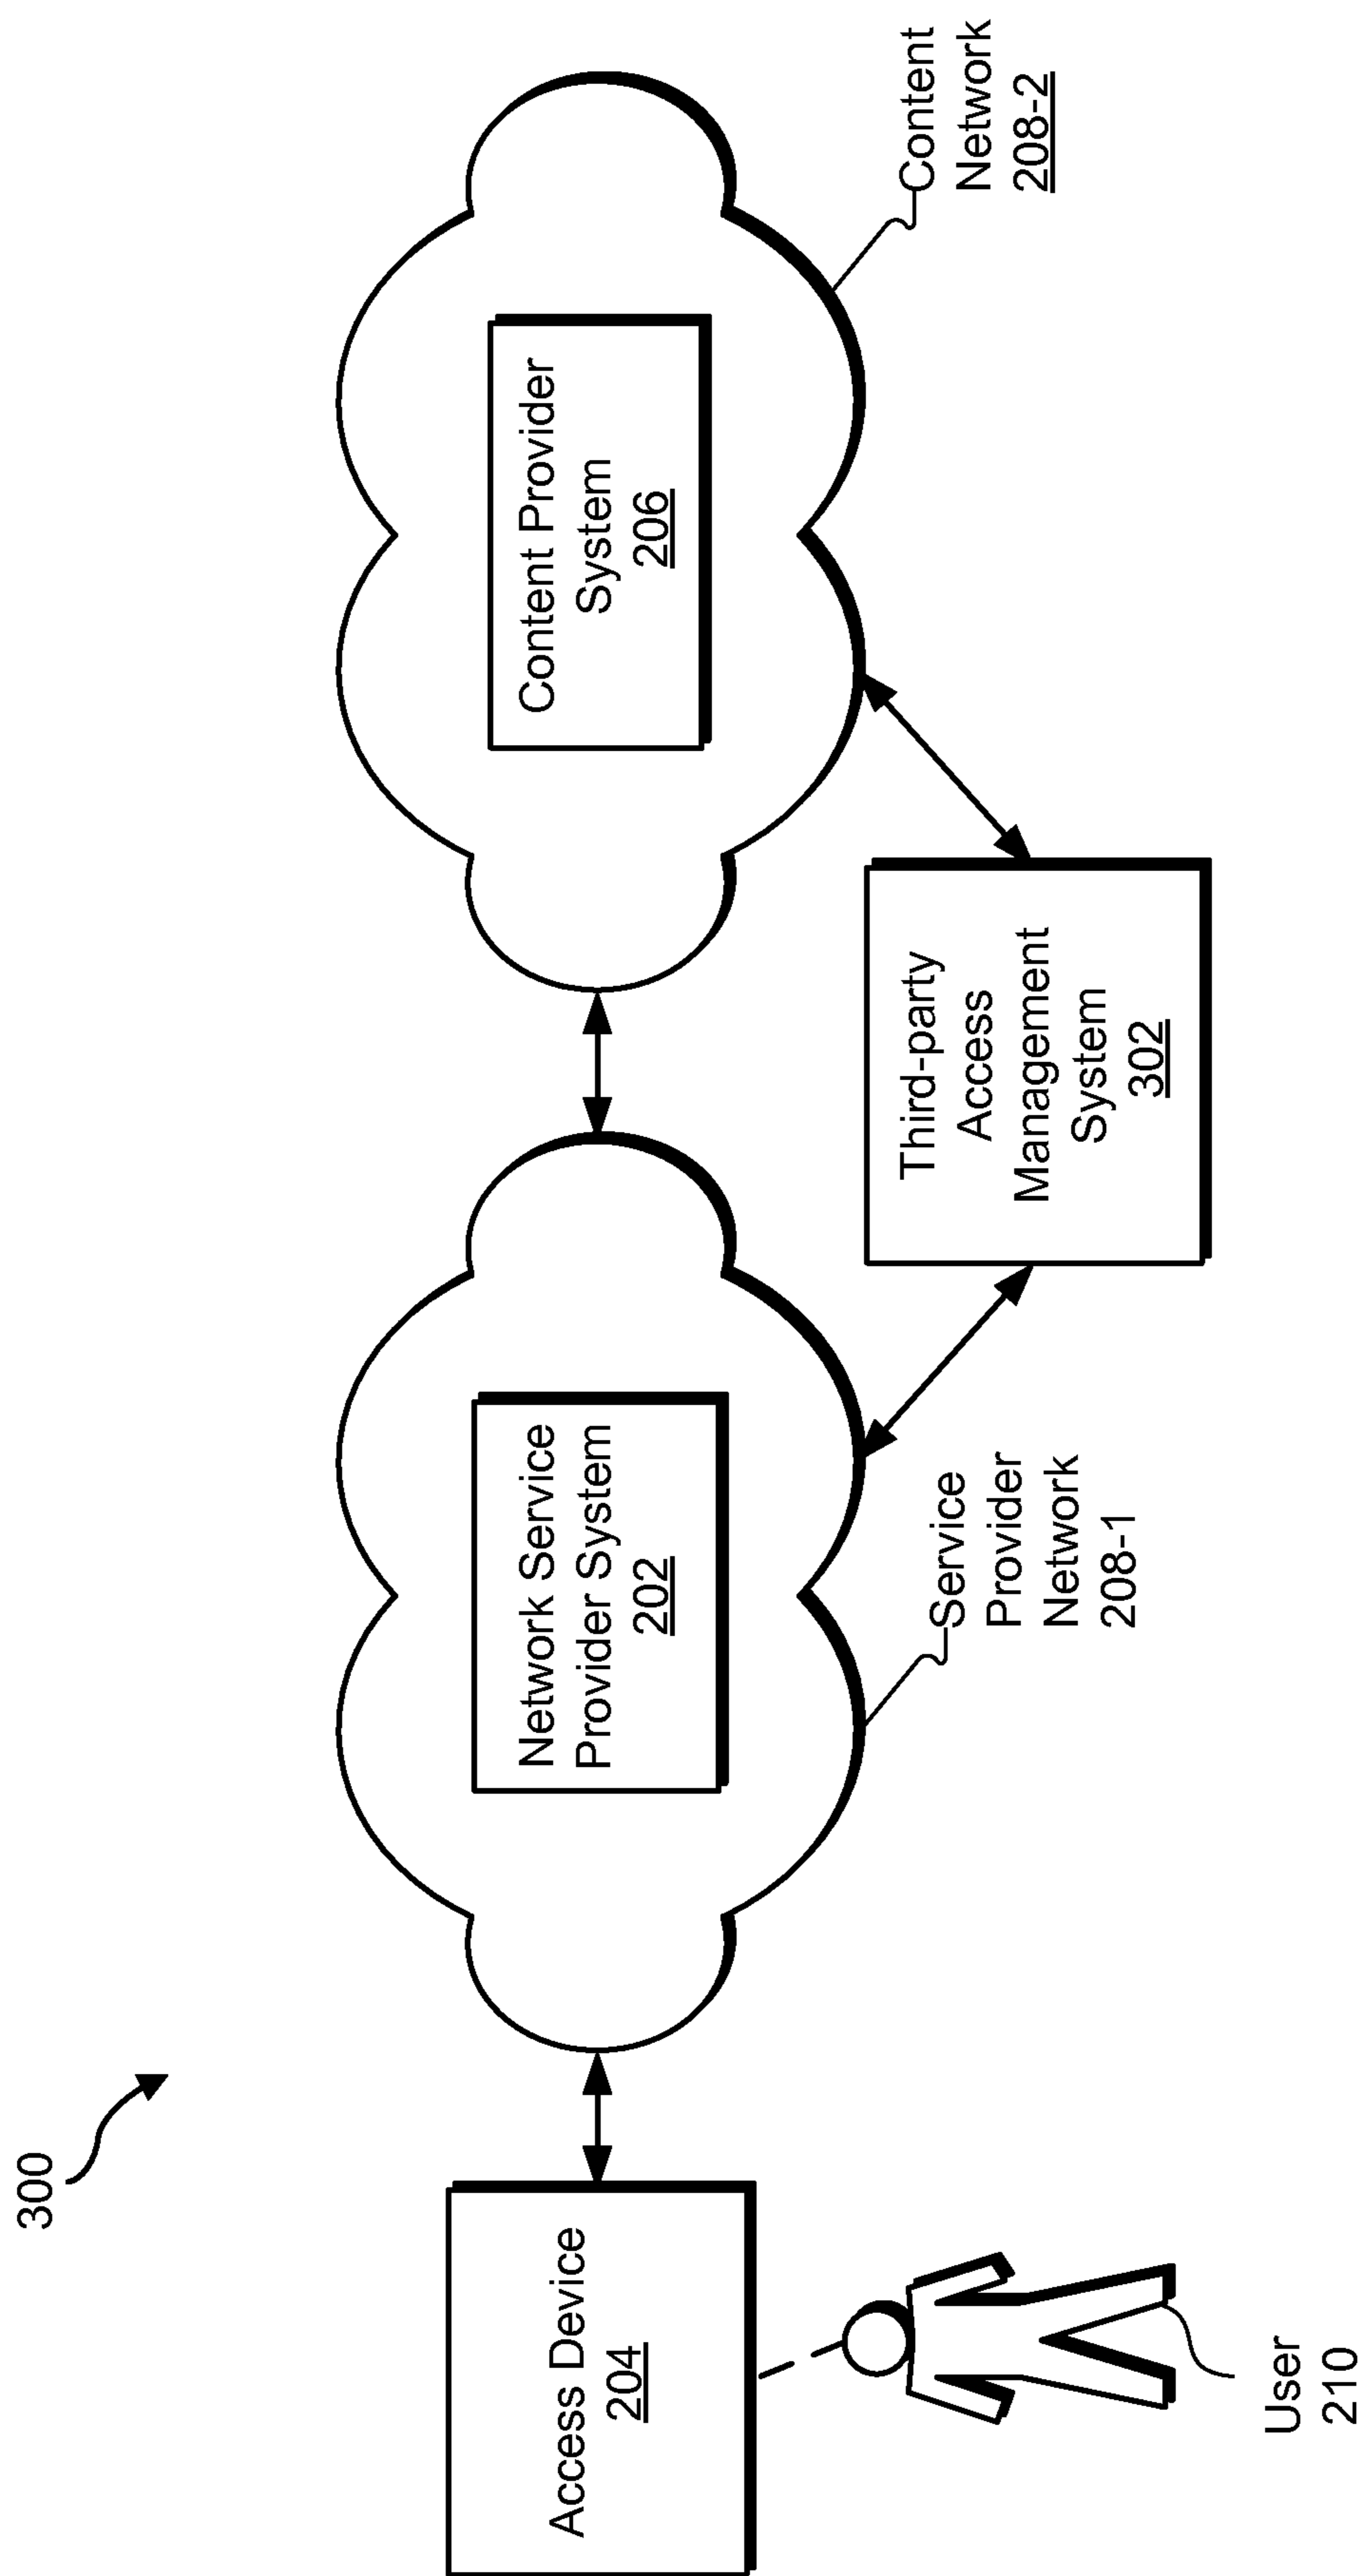 300
Access Device
204
User
210
Network Service
Provider System
202
Service
Provider
Network
208-1
Third-party
Access
Management
System
302
Content Provider
System
206
Content
Network
208-2